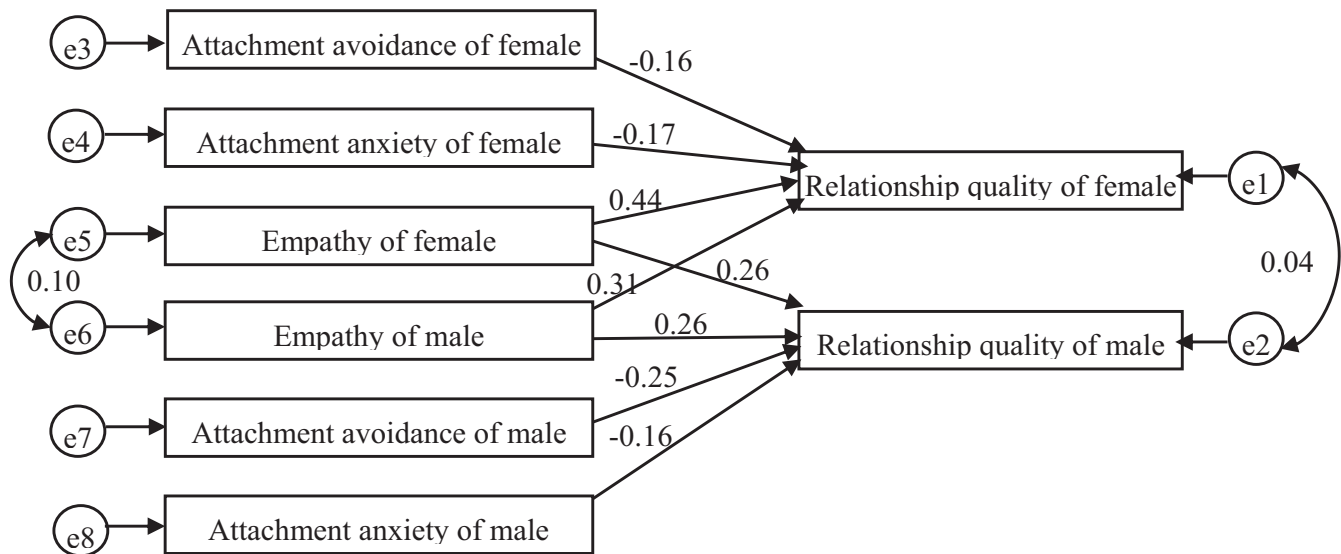 e3
Attachment avoidance of female
-0.16
e4
Attachment anxiety of female
-0.17
Relationship quality of female
e1
e5
Empathy of female
0.44
0.10
0.31
0.26
0.04
e6
Empathy of male
0.26
Relationship quality of male
e2
-0.25
e7
Attachment avoidance of male
-0.16
e8
Attachment anxiety of male